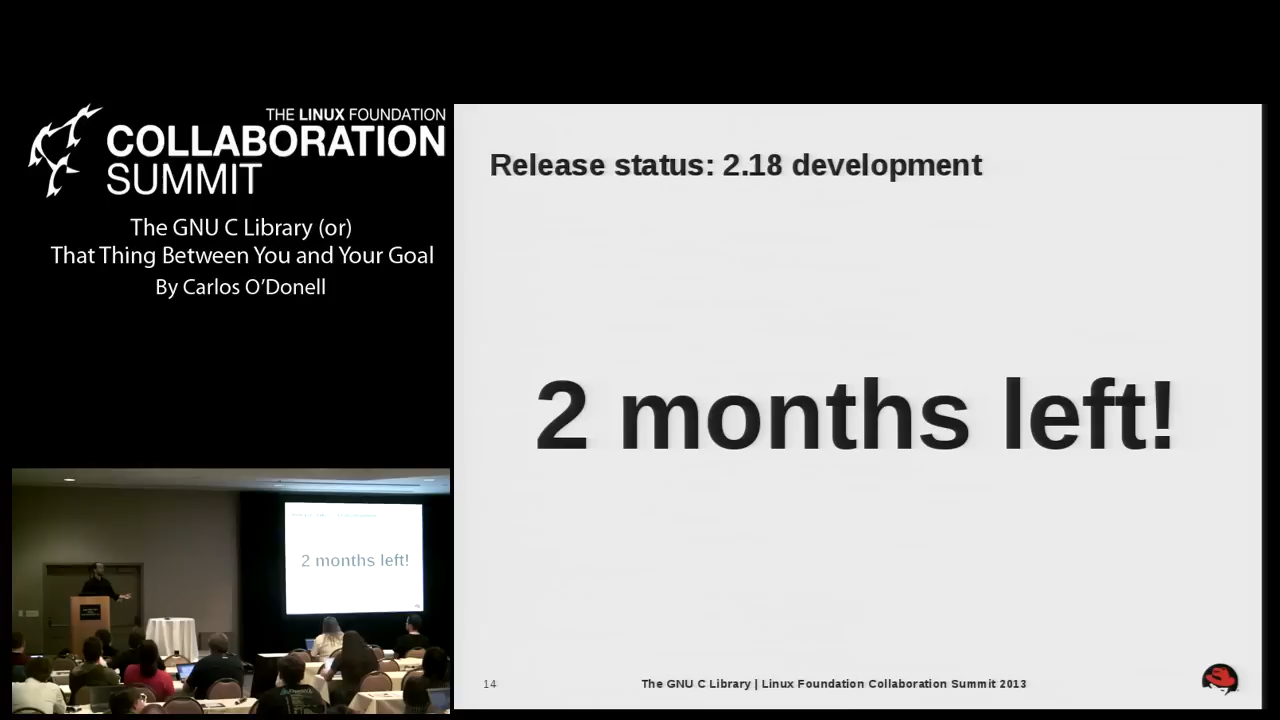 THE LINUX FOUNDATION
COLLABORATION
SUMMIT
The GNU C Library (or)
That Thing Between You and Your Goal
By Carlos O’Donell
Release status: 2.18 development
2 months left!
14
The GNU C Library | Linux Foundation Collaboration Summit 2013
2 months left!